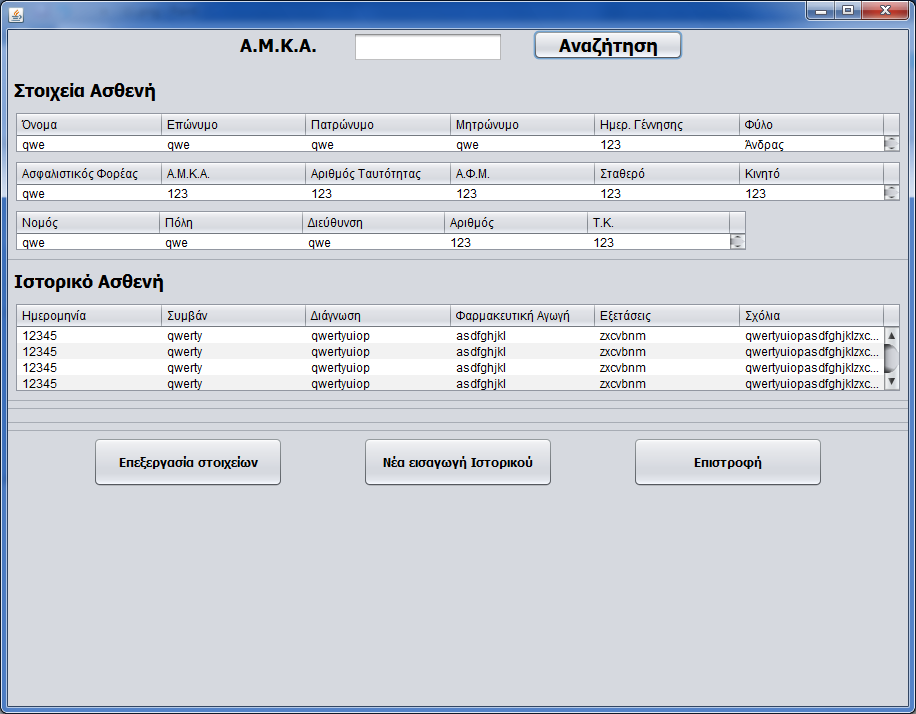 Α.Μ.Κ.Α. Αναζήτηση
Στοιχεία Ασθενή
Όνομα Επώνυμο Πατρώνυμο Μητρώνυμο Ημερ. Γέννησης Φύλο
qwe qwe qwe qwe 123 Άνδρας
Ασφαλιστικός Φορέας Α.Μ.Κ.Α. Αριθμός Ταυτότητας Α.Φ.Μ. Σταθερό Κινητό
qwe 123 123 123 123 123
Νομός Πόλη Διεύθυνση Αριθμός Τ.Κ.
qwe qwe qwe 123 123
Ιστορικό Ασθενή
Ημερομηνία Συμβάν Διάγνωση Φαρμακευτική Αγωγή Εξετάσεις Σχόλια
12345 qwerty qwertyuiop asdfghjkl zxcvbnm qwertyuiopasdfghjklzxc...
12345 qwerty qwertyuiop asdfghjkl zxcvbnm qwertyuiopasdfghjklzxc...
12345 qwerty qwertyuiop asdfghjkl zxcvbnm qwertyuiopasdfghjklzxc...
12345 qwerty qwertyuiop asdfghjkl zxcvbnm qwertyuiopasdfghjklzxc...
Επεξεργασία στοιχείων Νέα εισαγωγή Ιστορικού Επιστροφή